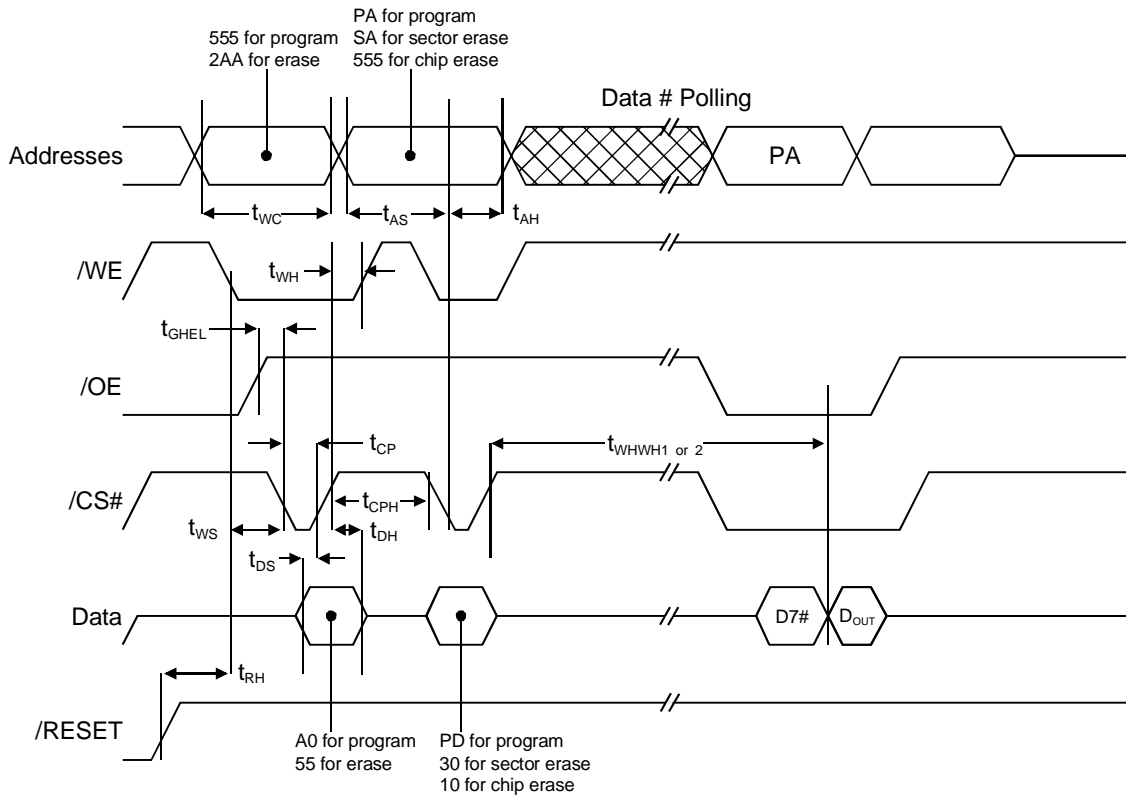 555 for program
2AA for erase
PA for program
SA for sector erase
555 for chip erase
Data # Polling
Addresses
PA
tWC
tAS
tAH
/WE
tWH
tGHEL
/OE
tCP
tWHWH1 or 2
/CS#
tCPH
tWS
tDH
tDS
Data
D7#
DOUT
tRH
/RESET
A0 for program
55 for erase
PD for program
30 for sector erase
10 for chip erase